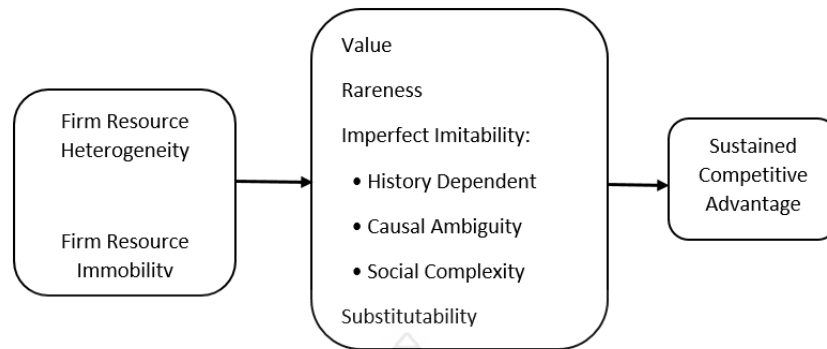 Firm Resource
Heterogeneity
Firm Resource
Immobility
Value
Rareness
Imperfect Imitability:
• History Dependent
• Causal Ambiguity
• Social Complexity
Substitutability
Sustained
Competitive
Advantage